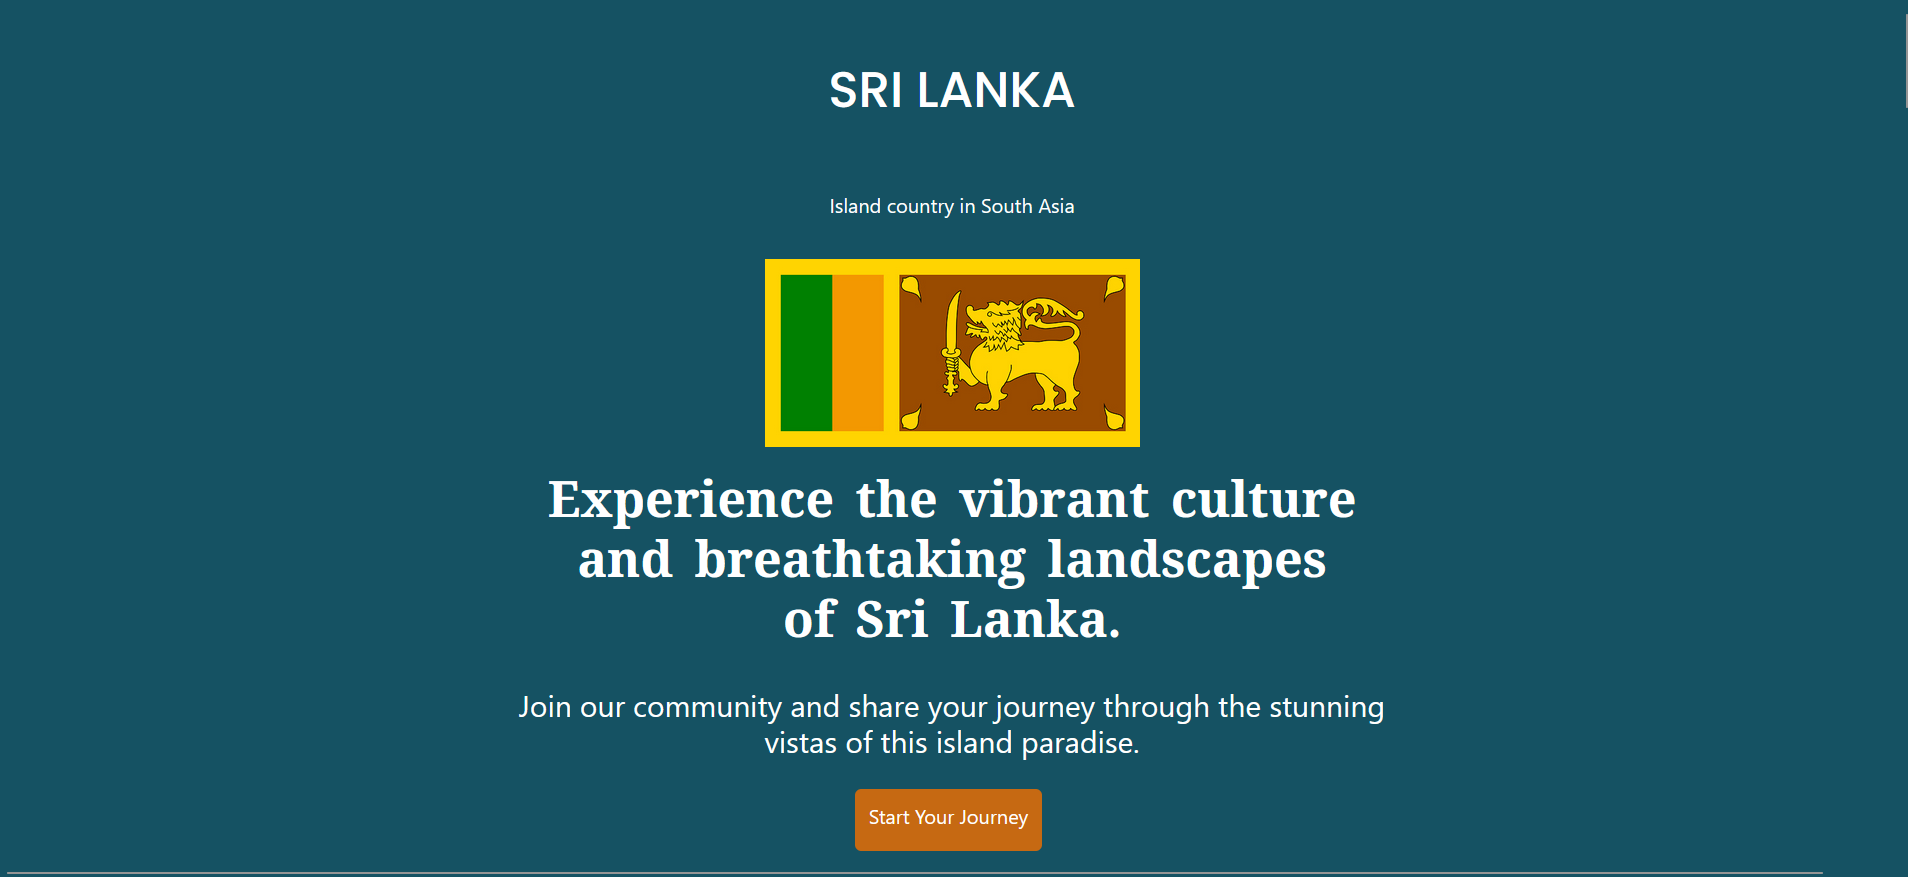 SRI LANKA
Island country in South Asia
Experience the vibrant culture
and breathtaking landscapes
of Sri Lanka.
Join our community and share your journey through the stunning
vistas of this island paradise.
Start Your Journey